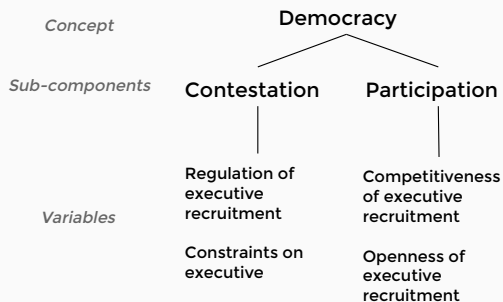 Concept
Democracy
Sub-components
Contestation
Participation
Variables
Regulation of
executive
recruitment
Constraints on
executive
Competitiveness
of executive
recruitment
Openness of
executive
recruitment